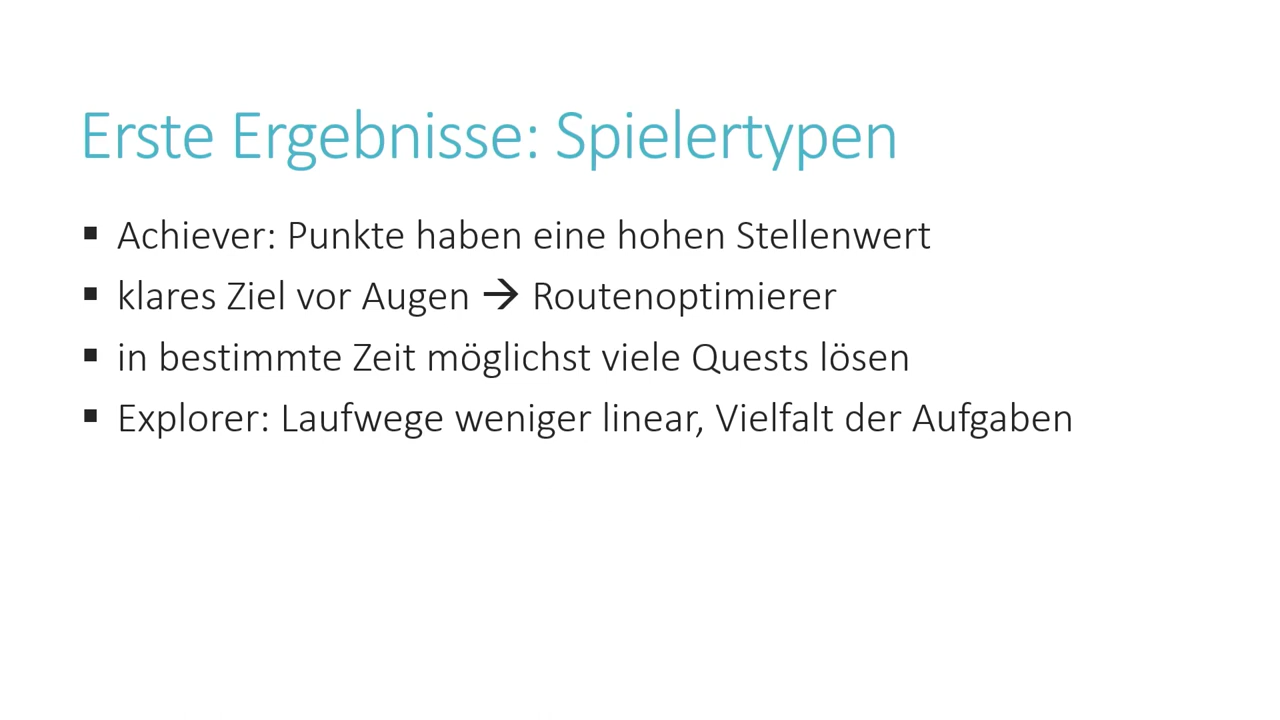 Erste Ergebnisse: Spielertypen
▪ Achiever: Punkte haben eine hohen Stellenwert
▪ klares Ziel vor Augen → Routenoptimierer
▪ in bestimmte Zeit möglichst viele Quests lösen
▪ Explorer: Laufwege weniger linear, Vielfalt der Aufgaben